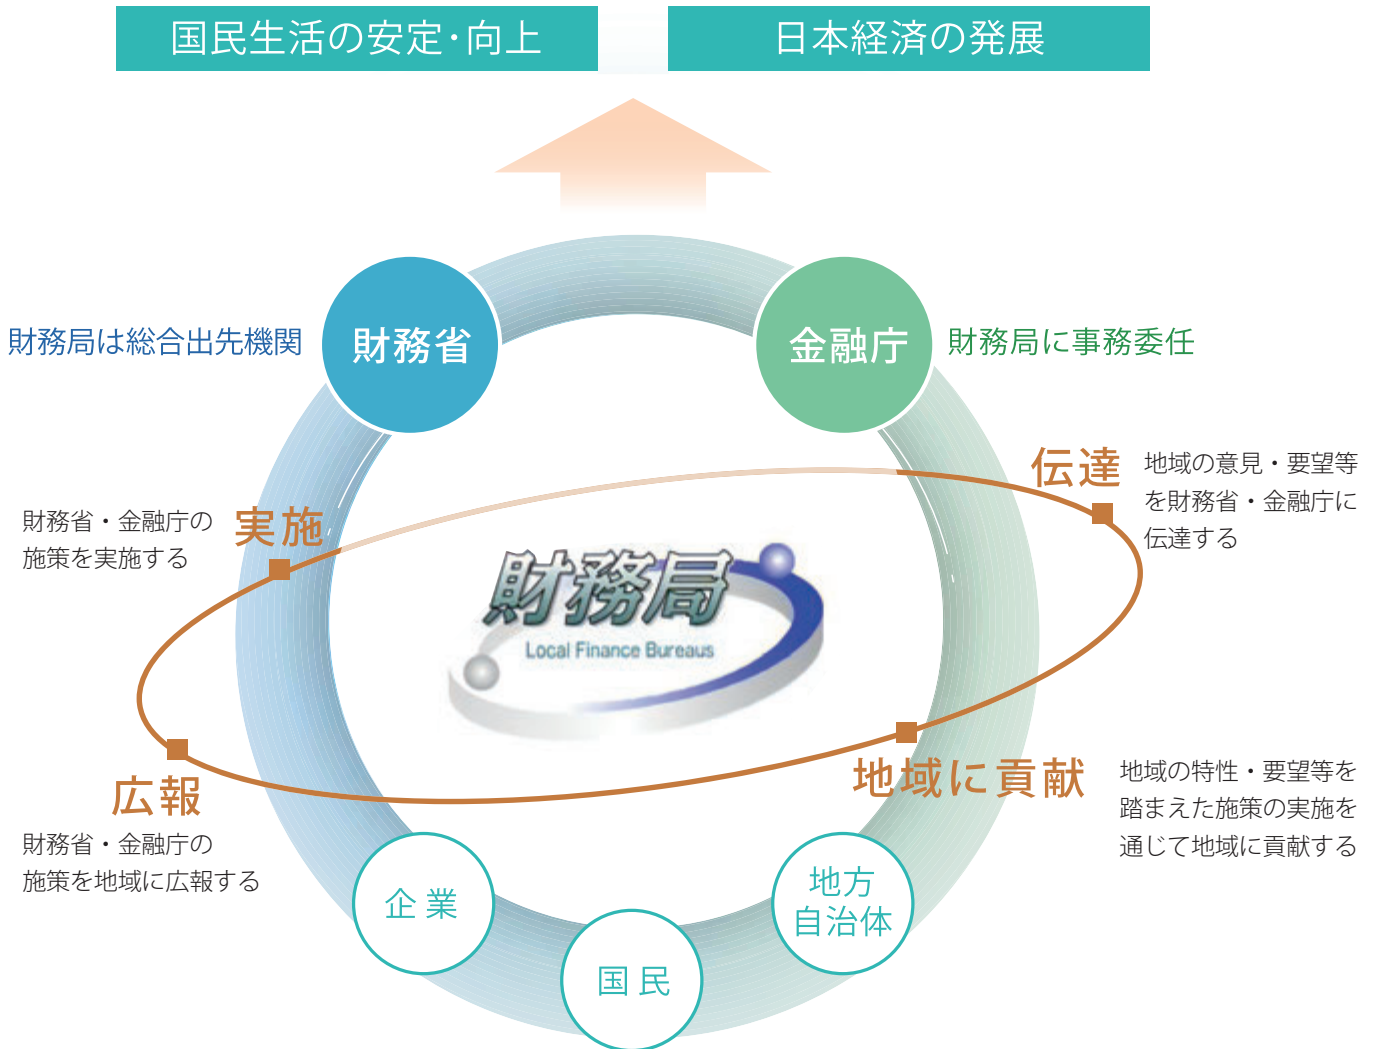 国民生活の安定･向上
日本経済の発展
財務局は総合出先機関
財務省
金融庁
財務局に事務委任
伝達
地域の意見・要望等
を財務省・金融庁に
伝達する
実施
財務省・金融庁の
施策を実施する
財務局
Local Finance Bureaus
広報
財務省・金融庁の
施策を地域に広報する
地域に貢献
地域の特性・要望等を
踏まえた施策の実施を
通じて地域に貢献する
企業
国民
地方
自治体